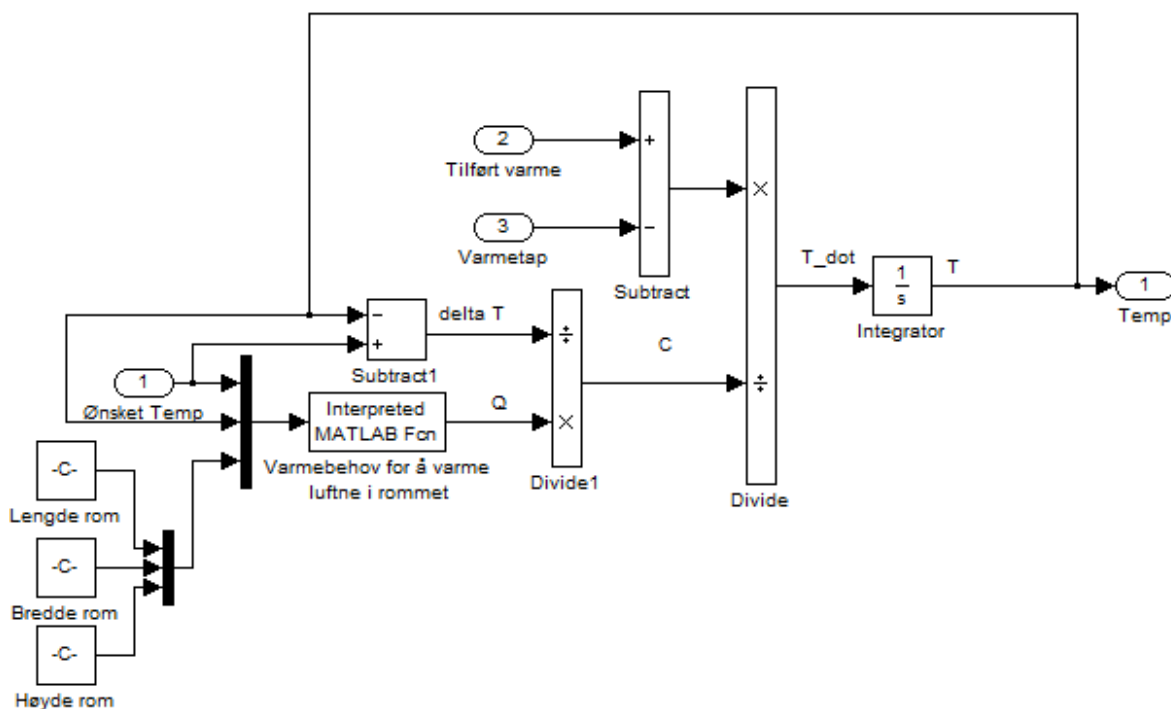 2
+
Tilført varme
×
3
−
Varmetap
T_dot
1
s
T
1
Subtract
Integrator
Temp
−
delta T
÷
C
+
Subtract1
1
÷
Ønsket Temp
Interpreted
MATLAB Fcn
Q
×
Varmebehov for å varme
luftne i rommet
Divide1
Divide
-C-
Lengde rom
-C-
Bredde rom
-C-
Høyde rom